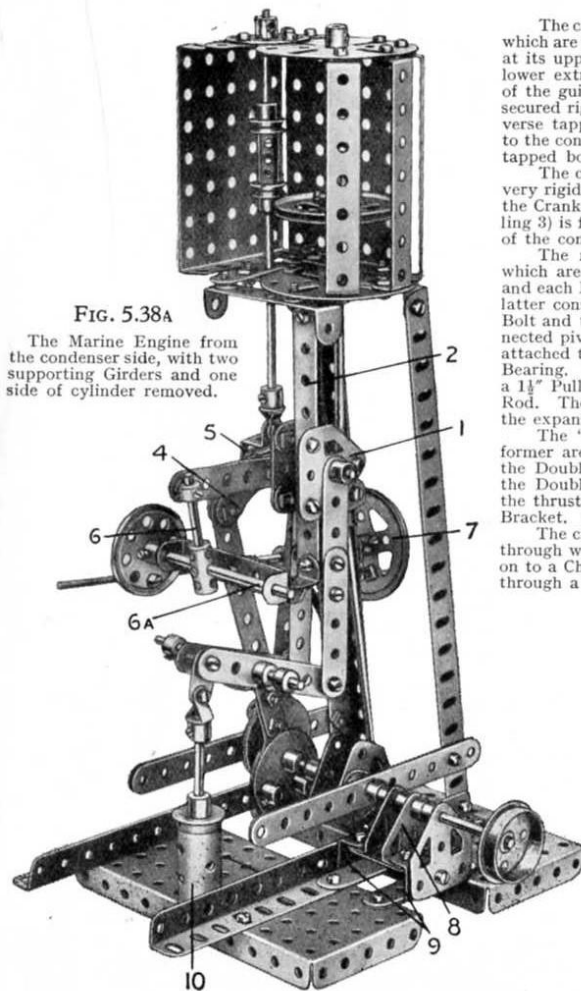 FIG. 5.38A
The Marine Engine from
the condenser side, with two
supporting Girders and one
side of cylinder removed.
The c
which are
at its upp
lower extr
of the gui
secured rig
verse tapp
to the con
tapped bo
The c
very rigid
the Crank
ling 3) is f
of the con
The
which are
and each
latter con
Bolt and
nected piv
attached t
Bearing.
a 1½″ Pull
Rod. The
the expan
The ‘
former are
the Doubl
the Doubl
the thrust
Bracket.
The c
through w
on to a Ch
through a
2
1
5
4
6
7
6A
8
9
10